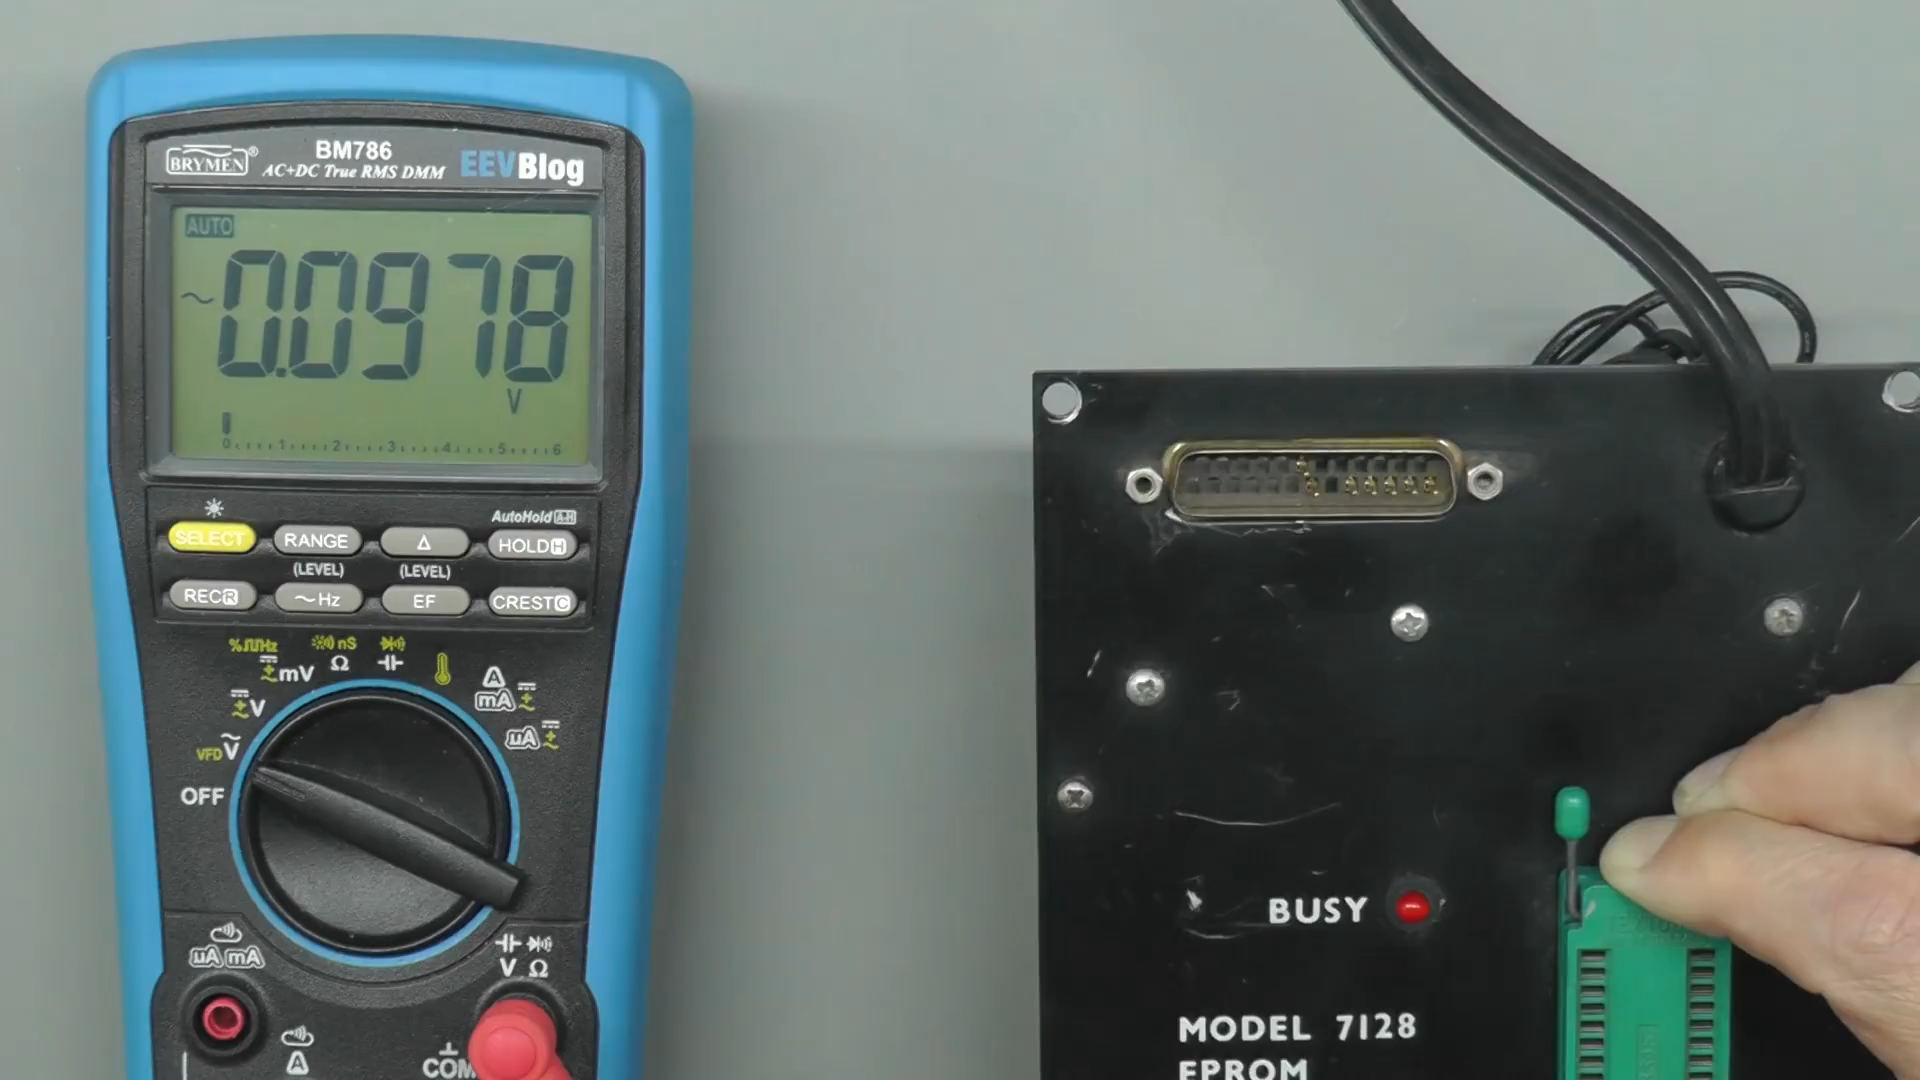 BRYMEN®
BM786
AC+DC True RMS DMM
EEVBlog
AUTO
~0.0978
V
0 1 2 3 4 5 6
AutoHold A-H
SELECT
RANGE
Δ
HOLD H
(LEVEL)
(LEVEL)
REC R
~Hz
EF
CREST C
% Hz
nS
mV
Ω
A
mA
V
µA
VFD V
OFF
µA mA
V Ω
A
COM
BUSY
MODEL 7128
EPROM